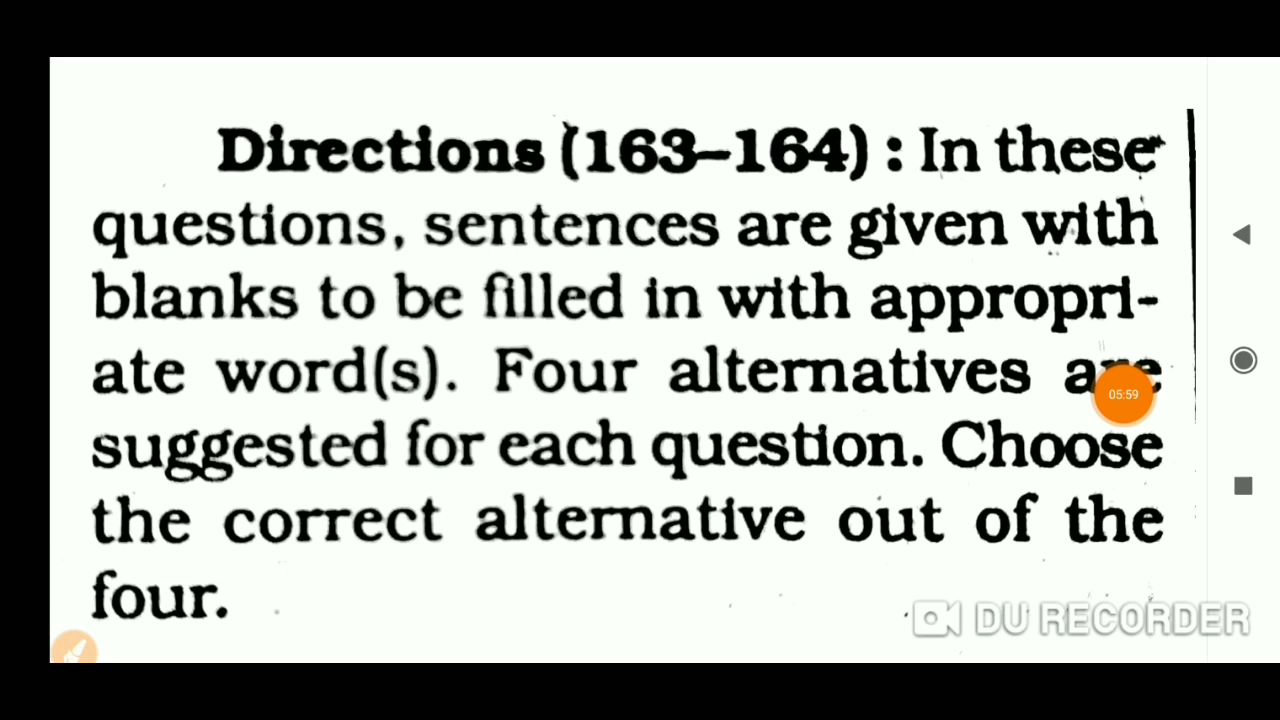 Directions (163–164) : In these
questions, sentences are given with
blanks to be filled in with appropri-
ate word(s). Four alternatives are
suggested for each question. Choose
the correct alternative out of the
four.
05:59
DU RECORDER